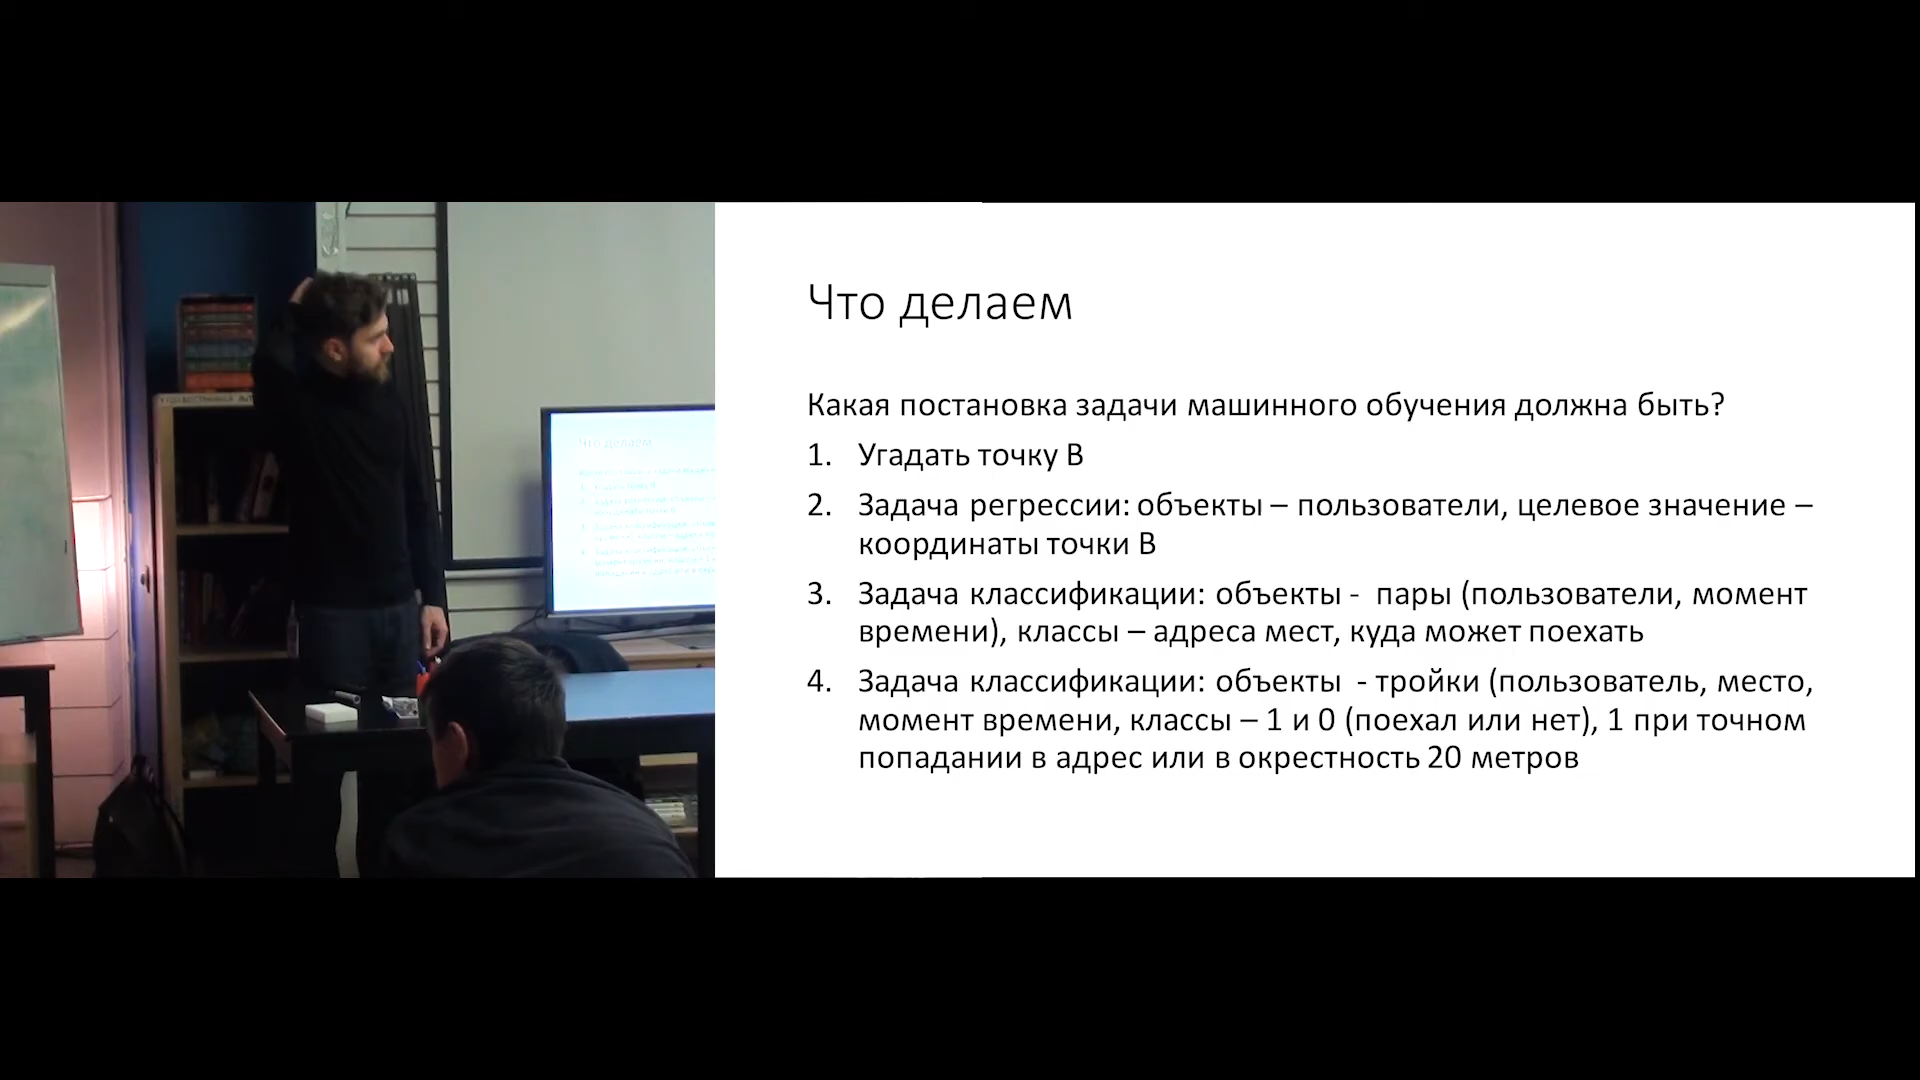 Что делаем
Какая постановка задачи машинного обучения должна быть?
1. Угадать точку B
2. Задача регрессии: объекты – пользователи, целевое значение –
координаты точки B
3. Задача классификации: объекты - пары (пользователи, момент
времени), классы – адреса мест, куда может поехать
4. Задача классификации: объекты - тройки (пользователь, место,
момент времени, классы – 1 и 0 (поехал или нет), 1 при точном
попадании в адрес или в окрестность 20 метров
Что делаем